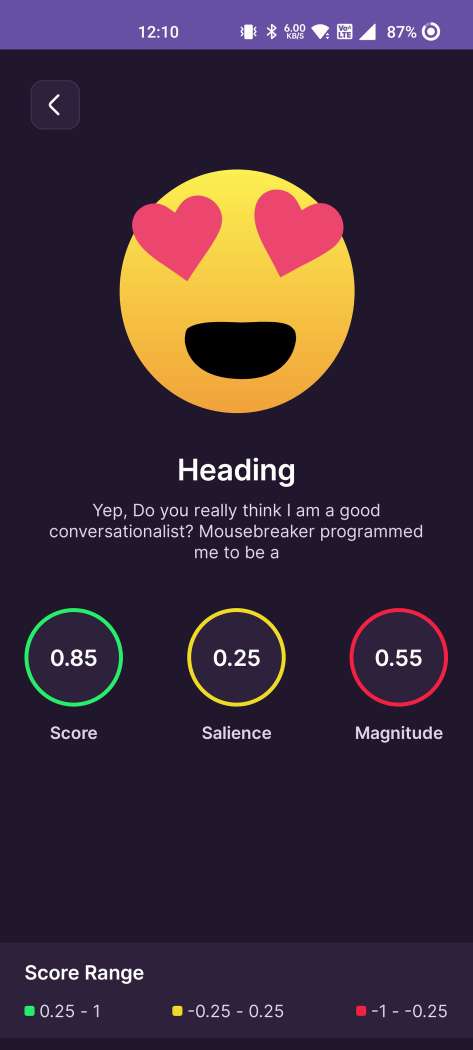 12:10
6.00
KB/S
Vo
LTE
87%
Heading
Yep, Do you really think I am a good
conversationalist? Mousebreaker programmed
me to be a
0.85
0.25
0.55
Score
Salience
Magnitude
Score Range
0.25 - 1
-0.25 - 0.25
-1 - -0.25